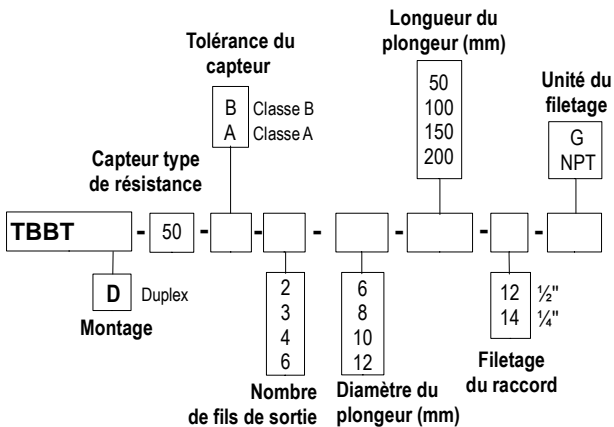 Longueur du
plongeur (mm)
50
100
150
200
Tolérance du
capteur
B Classe B
A Classe A
Unité du
filetage
G
NPT
Capteur type
de résistance
TBBT - 50 - - - - - -
D Duplex
Montage
2
3
4
6
Nombre
de fils de sortie
6
8
10
12
Diamètre du
plongeur (mm)
12 ½"
14 ¼"
Filetage
du raccord